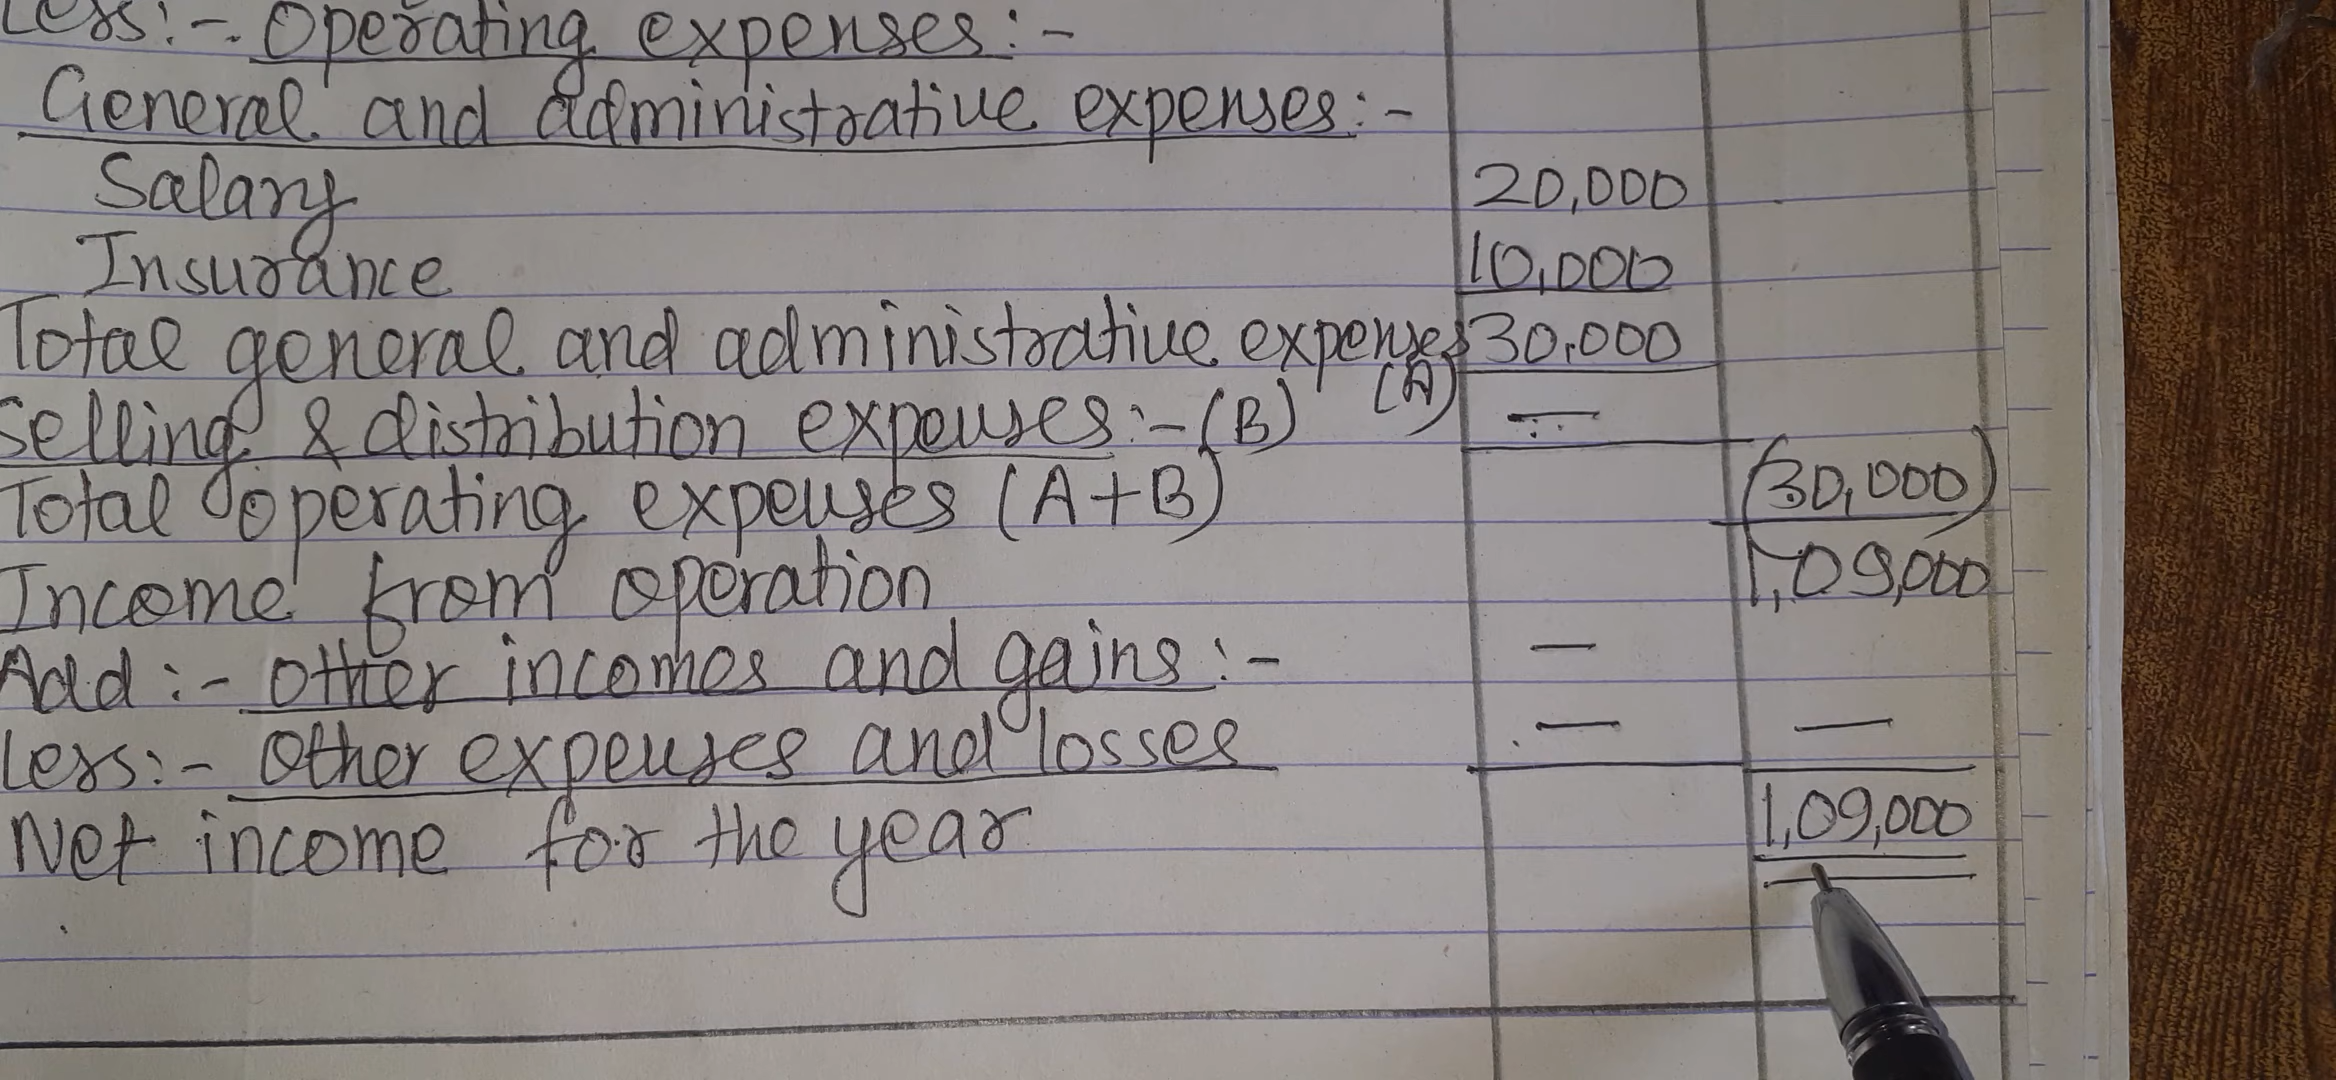 Less:- Operating expenses:-
General and administrative expenses:-
Salary 20,000
Insurance 10,000
Total general and administrative expenses (A) 30,000
Selling & distribution expenses:- (B) —
Total operating expenses (A+B) (30,000)
Income from operation 1,09,000
Add:- Other incomes and gains:- —
Less:- Other expenses and losses — —
Net income for the year 1,09,000